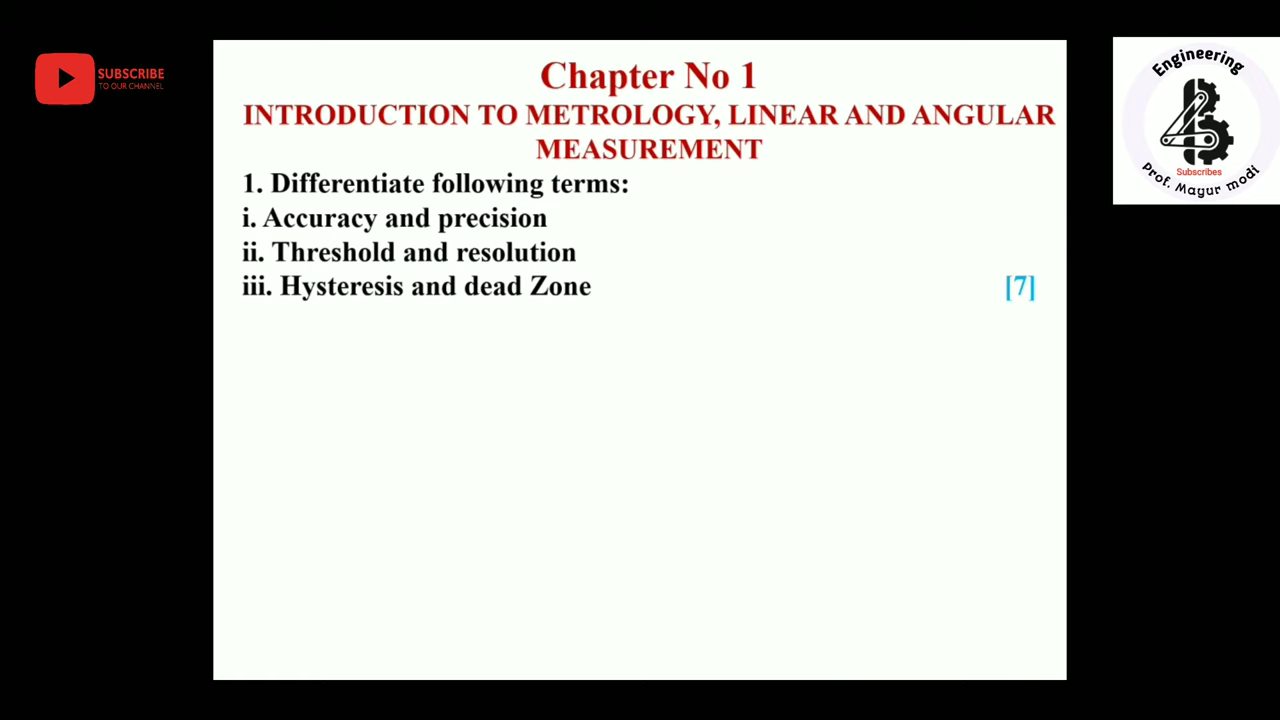 SUBSCRIBE
TO OUR CHANNEL
Chapter No 1
INTRODUCTION TO METROLOGY, LINEAR AND ANGULAR
MEASUREMENT
1. Differentiate following terms:
i. Accuracy and precision
ii. Threshold and resolution
iii. Hysteresis and dead Zone [7]
Engineering
Subscribes
Prof. Mayur modi